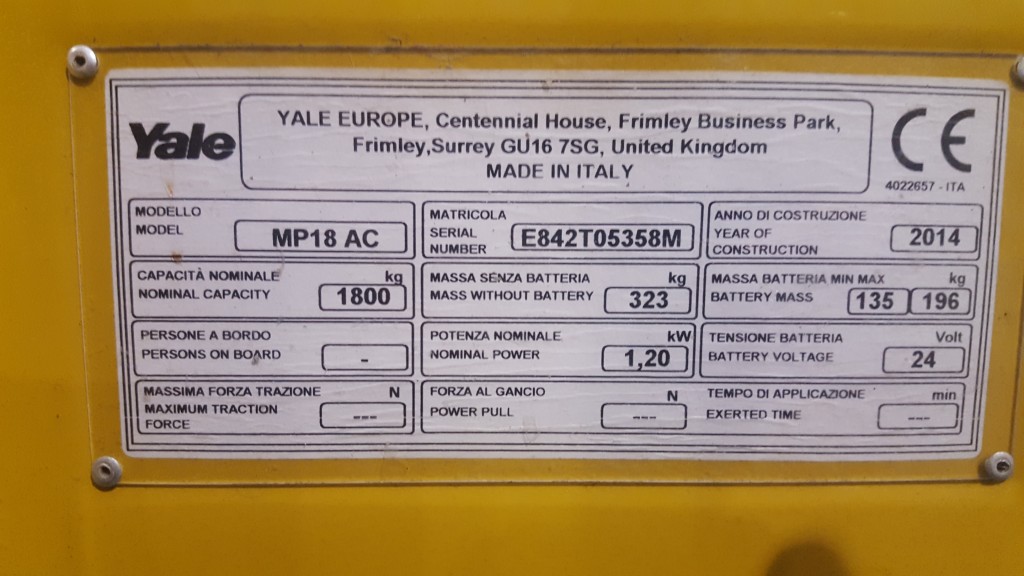 Yale
YALE EUROPE, Centennial House, Frimley Business Park,
Frimley,Surrey GU16 7SG, United Kingdom
MADE IN ITALY
CE
4022657 - ITA
MODELLO
MODEL
MP18 AC
MATRICOLA
SERIAL
NUMBER
E842T05358M
ANNO DI COSTRUZIONE
YEAR OF
CONSTRUCTION
2014
CAPACITÀ NOMINALE kg
NOMINAL CAPACITY 1800
MASSA SENZA BATTERIA kg
MASS WITHOUT BATTERY 323
MASSA BATTERIA MIN MAX kg
BATTERY MASS 135 196
PERSONE A BORDO
PERSONS ON BOARD -
POTENZA NOMINALE kW
NOMINAL POWER 1,20
TENSIONE BATTERIA Volt
BATTERY VOLTAGE 24
MASSIMA FORZA TRAZIONE N
MAXIMUM TRACTION ---
FORCE
FORZA AL GANCIO N
POWER PULL ---
TEMPO DI APPLICAZIONE min
EXERTED TIME ---